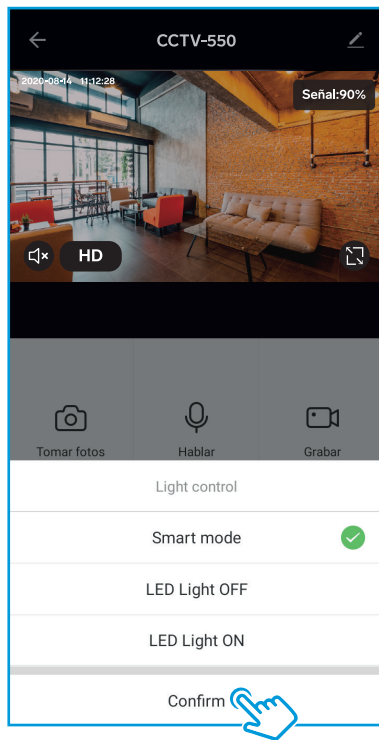 CCTV-550
2020-08-14 11:12:28
Señal:90%
HD
Tomar fotos
Hablar
Grabar
Light control
Smart mode
LED Light OFF
LED Light ON
Confirm